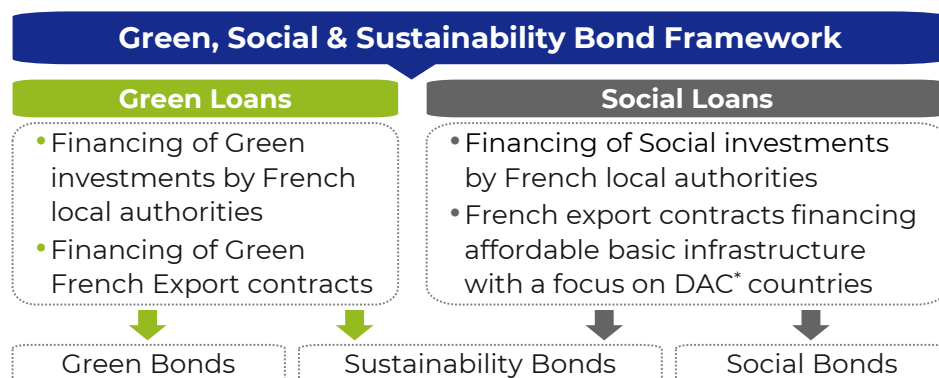 Green, Social & Sustainability Bond Framework
Green Loans
• Financing of Green
investments by French
local authorities
• Financing of Green
French Export contracts
Social Loans
• Financing of Social investments
by French local authorities
• French export contracts financing
affordable basic infrastructure
with a focus on DAC* countries
Green Bonds
Sustainability Bonds
Social Bonds